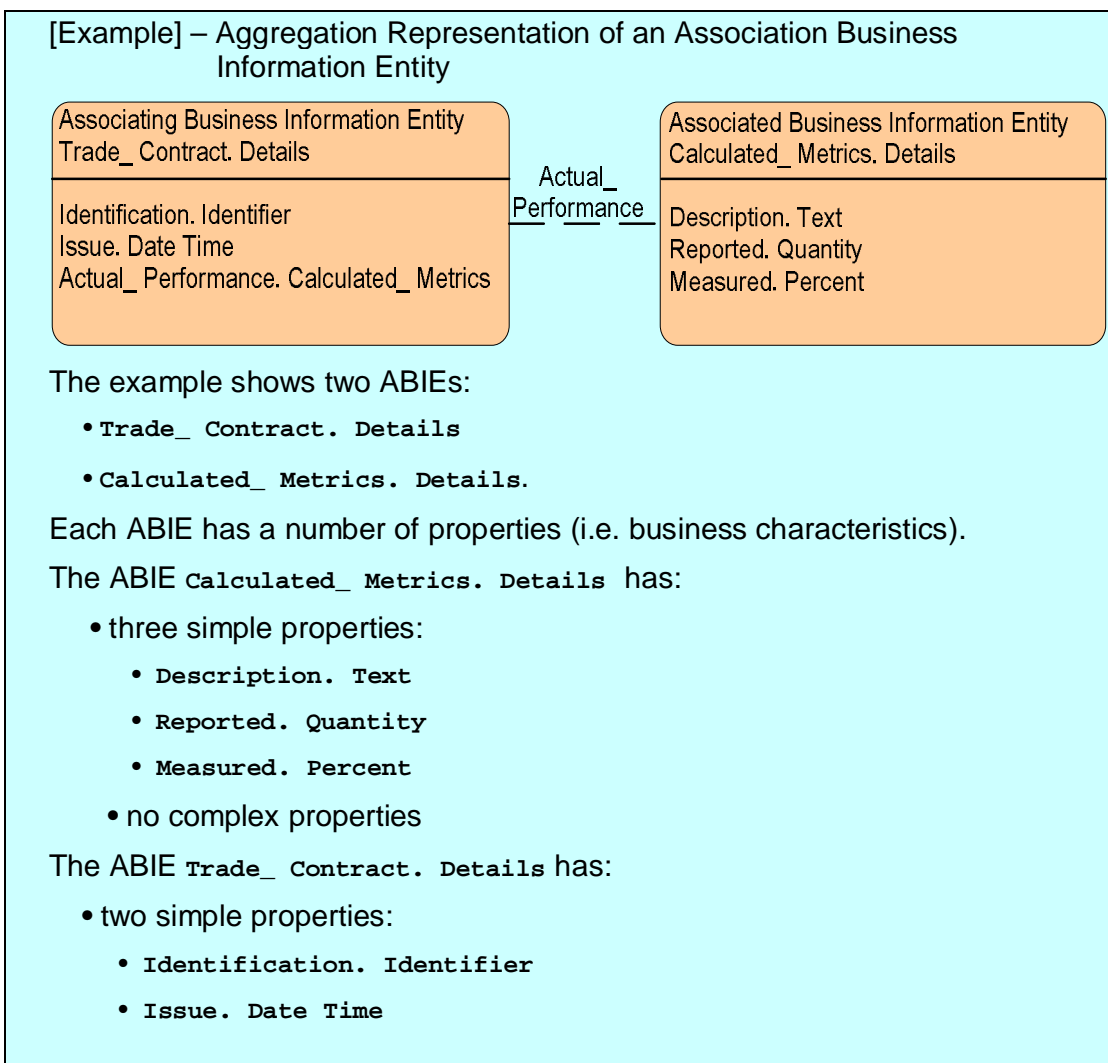 [Example] – Aggregation Representation of an Association Business
Information Entity
Associating Business Information Entity
Trade_ Contract. Details
Identification. Identifier
Issue. Date Time
Actual_ Performance. Calculated_ Metrics
Actual_
Performance
Associated Business Information Entity
Calculated_ Metrics. Details
Description. Text
Reported. Quantity
Measured. Percent
The example shows two ABIEs:
• Trade_ Contract. Details
• Calculated_ Metrics. Details.
Each ABIE has a number of properties (i.e. business characteristics).
The ABIE Calculated_ Metrics. Details has:
• three simple properties:
• Description. Text
• Reported. Quantity
• Measured. Percent
• no complex properties
The ABIE Trade_ Contract. Details has:
• two simple properties:
• Identification. Identifier
• Issue. Date Time